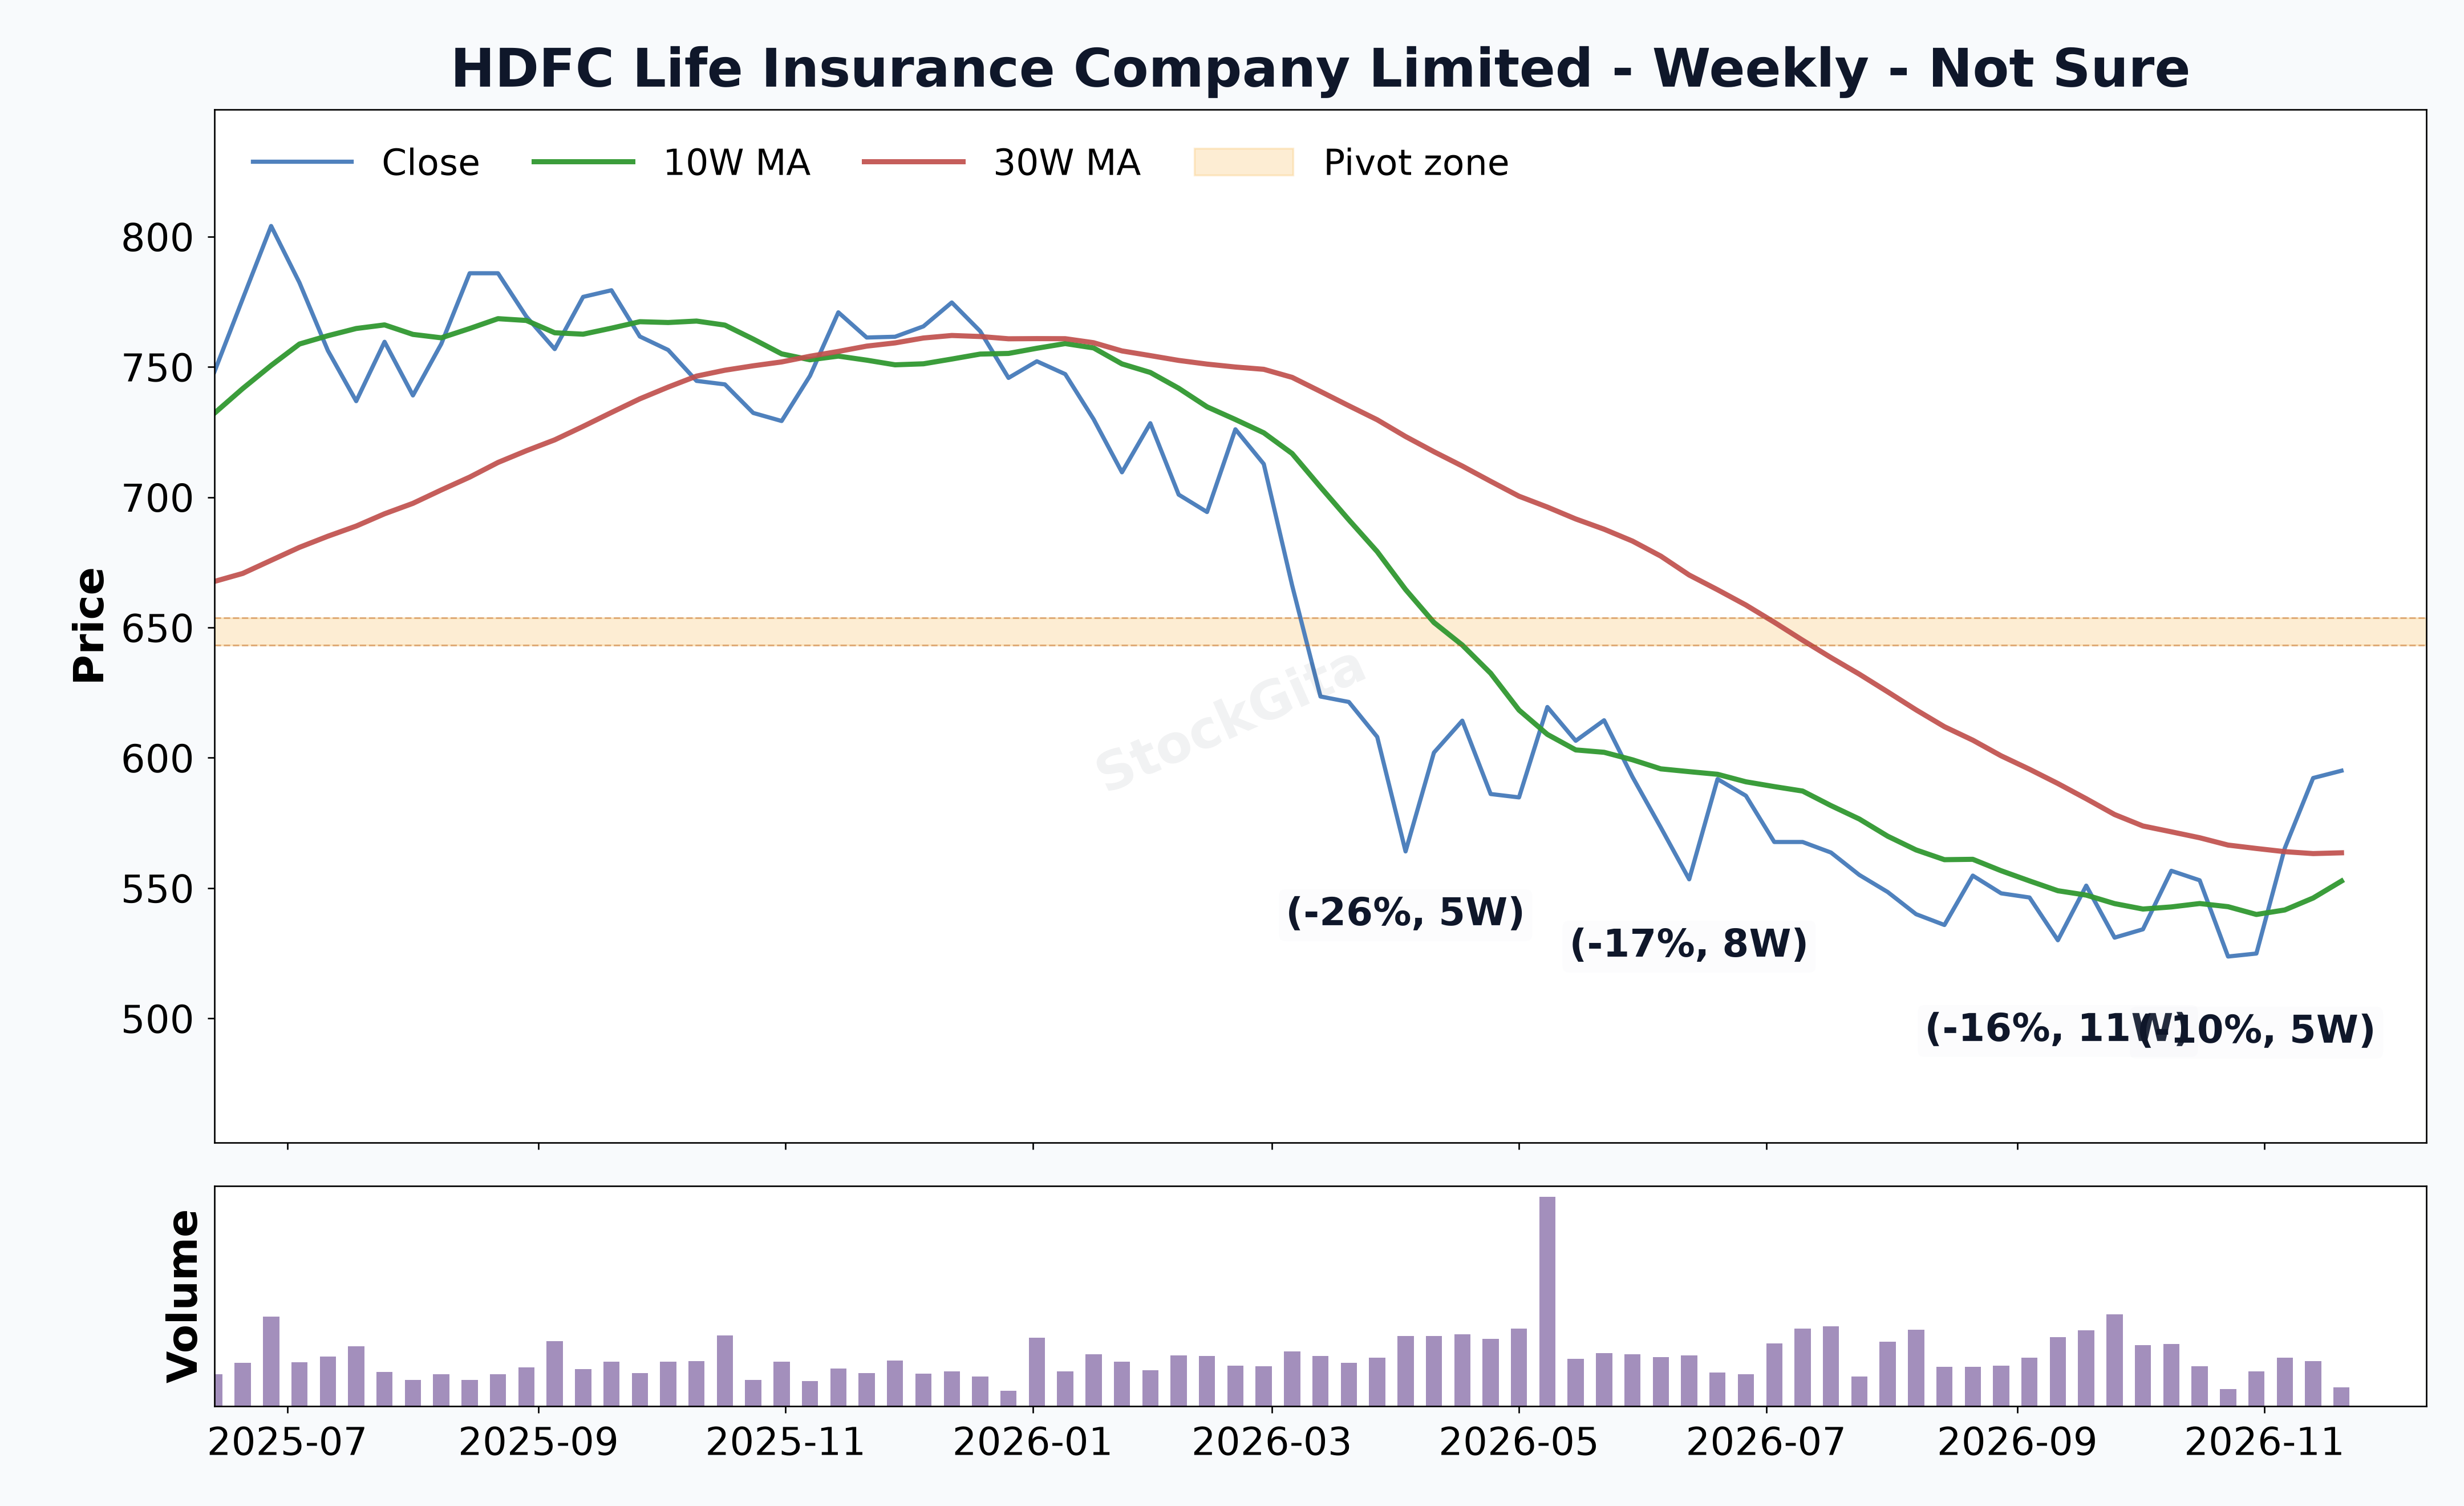 HDFC Life Insurance Company Limited - Weekly - Not Sure
Close 10W MA 30W MA Pivot zone
Price
800
750
700
650
600
550
500
StockGita
(-26%, 5W)
(-17%, 8W)
(-16%, 11W)
(-10%, 5W)
Volume
2025-07 2025-09 2025-11 2026-01 2026-03 2026-05 2026-07 2026-09 2026-11